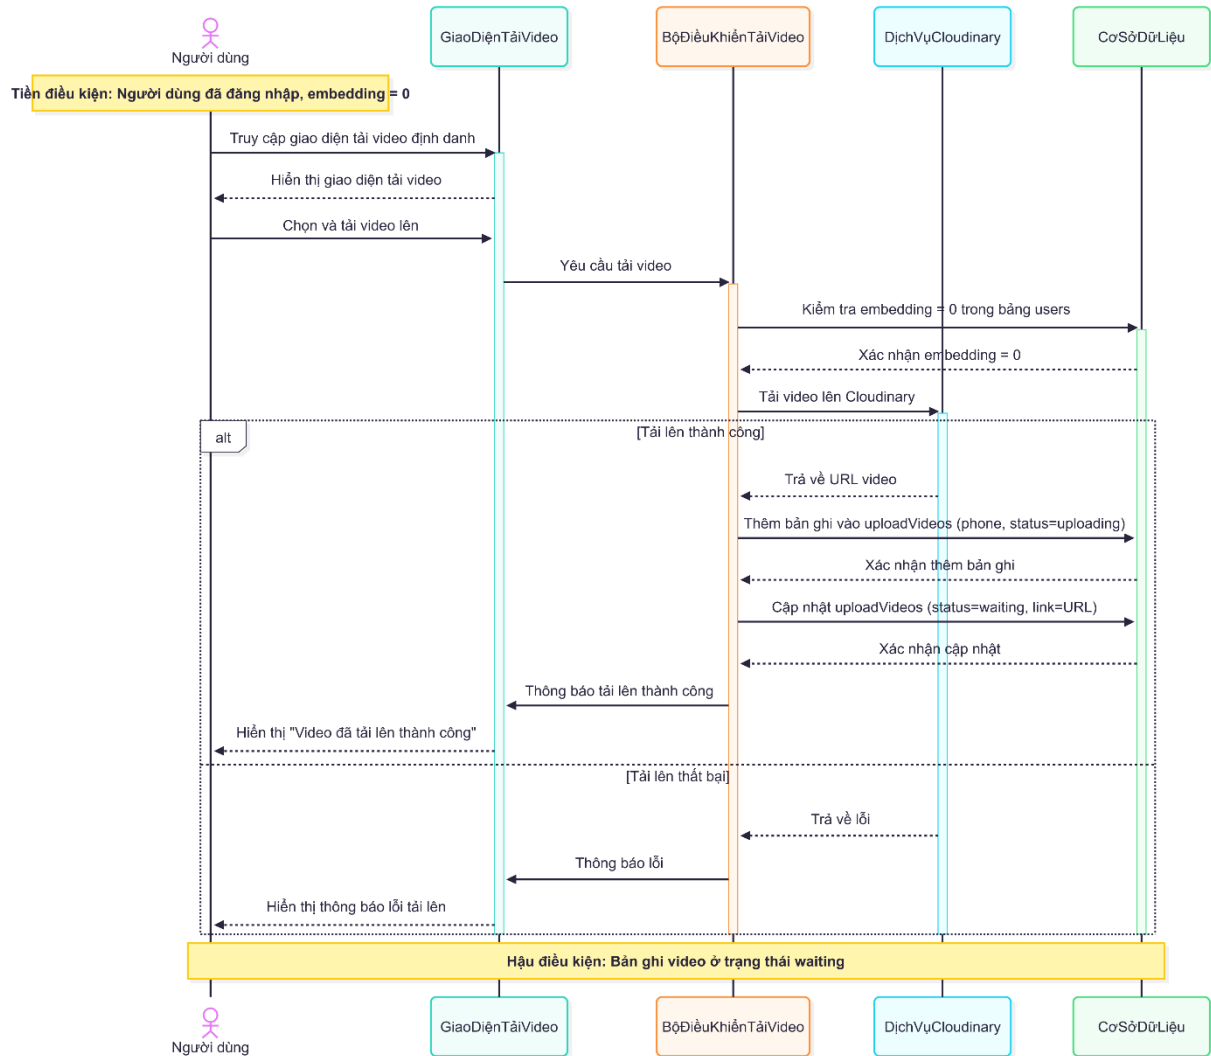 Người dùng
GiaoDiệnTảiVideo
BộĐiềuKhiểnTảiVideo
DịchVụCloudinary
CơSởDữLiệu
Tiền điều kiện: Người dùng đã đăng nhập, embedding = 0
Truy cập giao diện tải video định danh
Hiển thị giao diện tải video
Chọn và tải video lên
Yêu cầu tải video
Kiểm tra embedding = 0 trong bảng users
Xác nhận embedding = 0
Tải video lên Cloudinary
alt
[Tải lên thành công]
Trả về URL video
Thêm bản ghi vào uploadVideos (phone, status=uploading)
Xác nhận thêm bản ghi
Cập nhật uploadVideos (status=waiting, link=URL)
Xác nhận cập nhật
Thông báo tải lên thành công
Hiển thị "Video đã tải lên thành công"
[Tải lên thất bại]
Trả về lỗi
Thông báo lỗi
Hiển thị thông báo lỗi tải lên
Hậu điều kiện: Bản ghi video ở trạng thái waiting
Người dùng
GiaoDiệnTảiVideo
BộĐiềuKhiểnTảiVideo
DịchVụCloudinary
CơSởDữLiệu